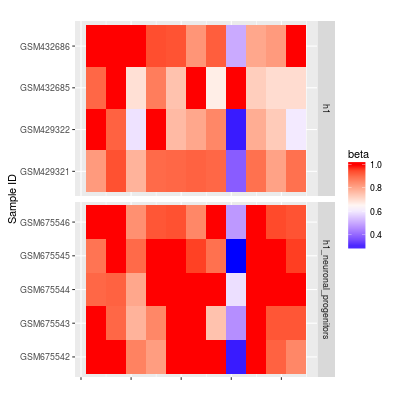 Sample ID
GSM432686
GSM432685
GSM429322
GSM429321
h1
GSM675546
GSM675545
GSM675544
GSM675543
GSM675542
h1_neuronal_progenitors
beta
1.0
0.8
0.6
0.4